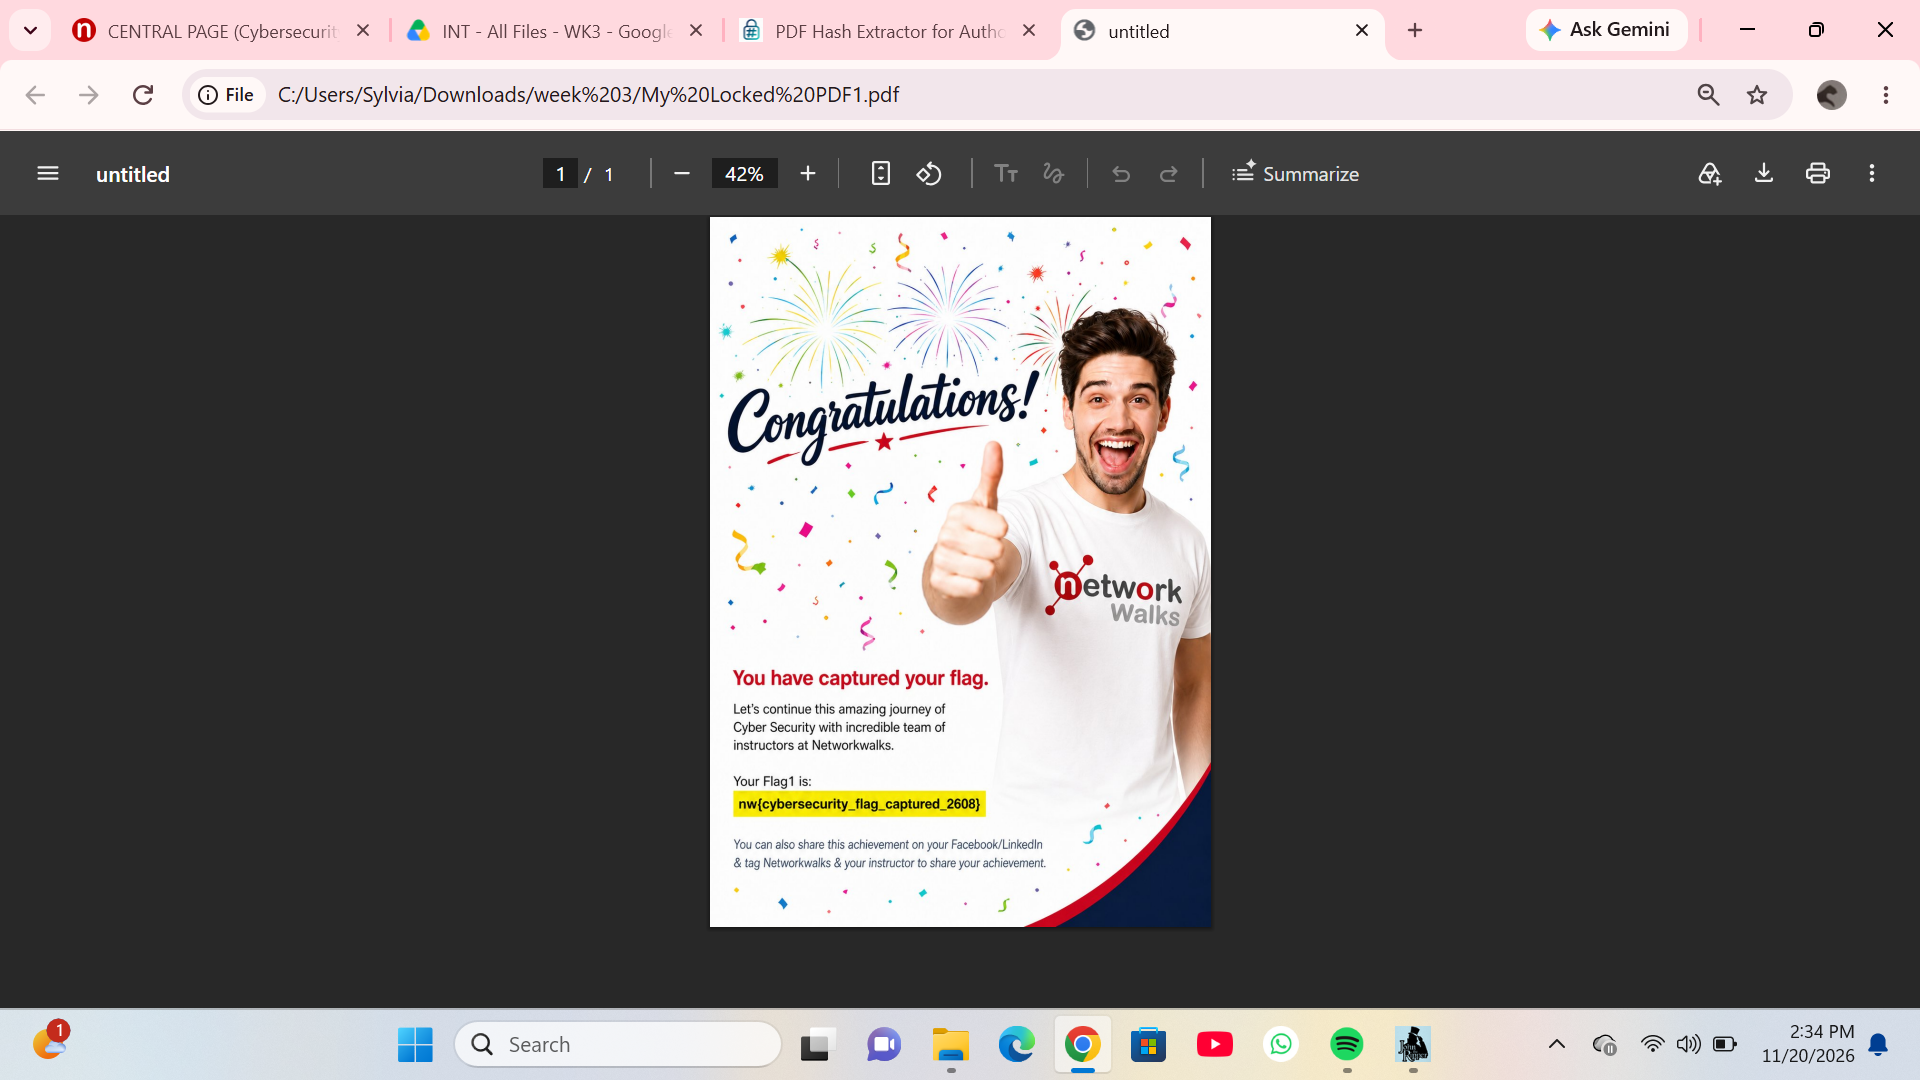 CENTRAL PAGE (Cybersecurit
INT - All Files - WK3 - Google
PDF Hash Extractor for Autho
untitled
Ask Gemini
File
C:/Users/Sylvia/Downloads/week%203/My%20Locked%20PDF1.pdf
untitled
1 / 1
42%
Summarize
Congratulations!
network
Walks
You have captured your flag.
Let's continue this amazing journey of
Cyber Security with incredible team of
instructors at Networkwalks.
Your Flag1 is:
nw{cybersecurity_flag_captured_2608}
You can also share this achievement on your Facebook/LinkedIn
& tag Networkwalks & your instructor to share your achievement.
1
Search
2:34 PM
11/20/2026